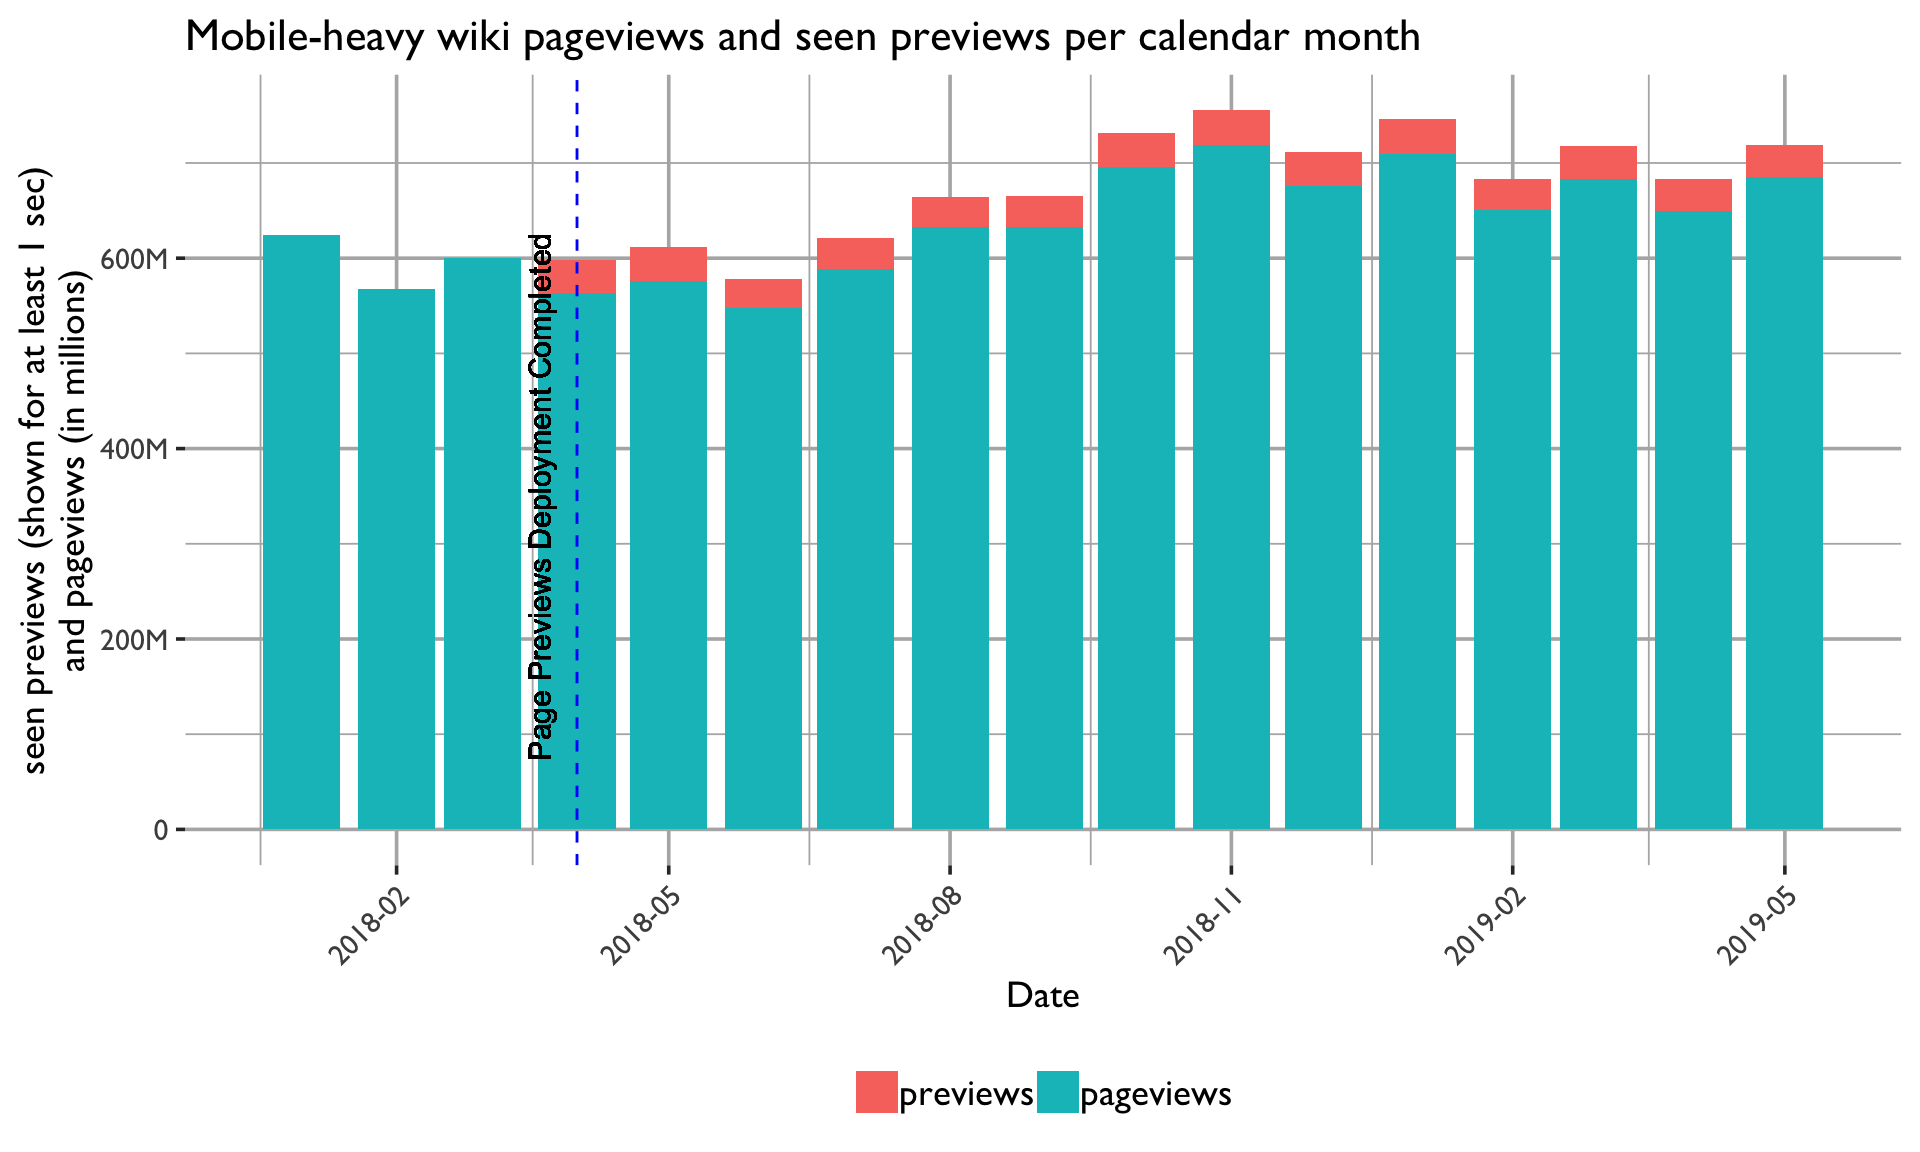 Mobile-heavy wiki pageviews and seen previews per calendar month
seen previews (shown for at least 1 sec)
and pageviews (in millions)
600M
400M
200M
0
Page Previews Deployment Completed
2018-02
2018-05
2018-08
2018-11
2019-02
2019-05
Date
previews
pageviews